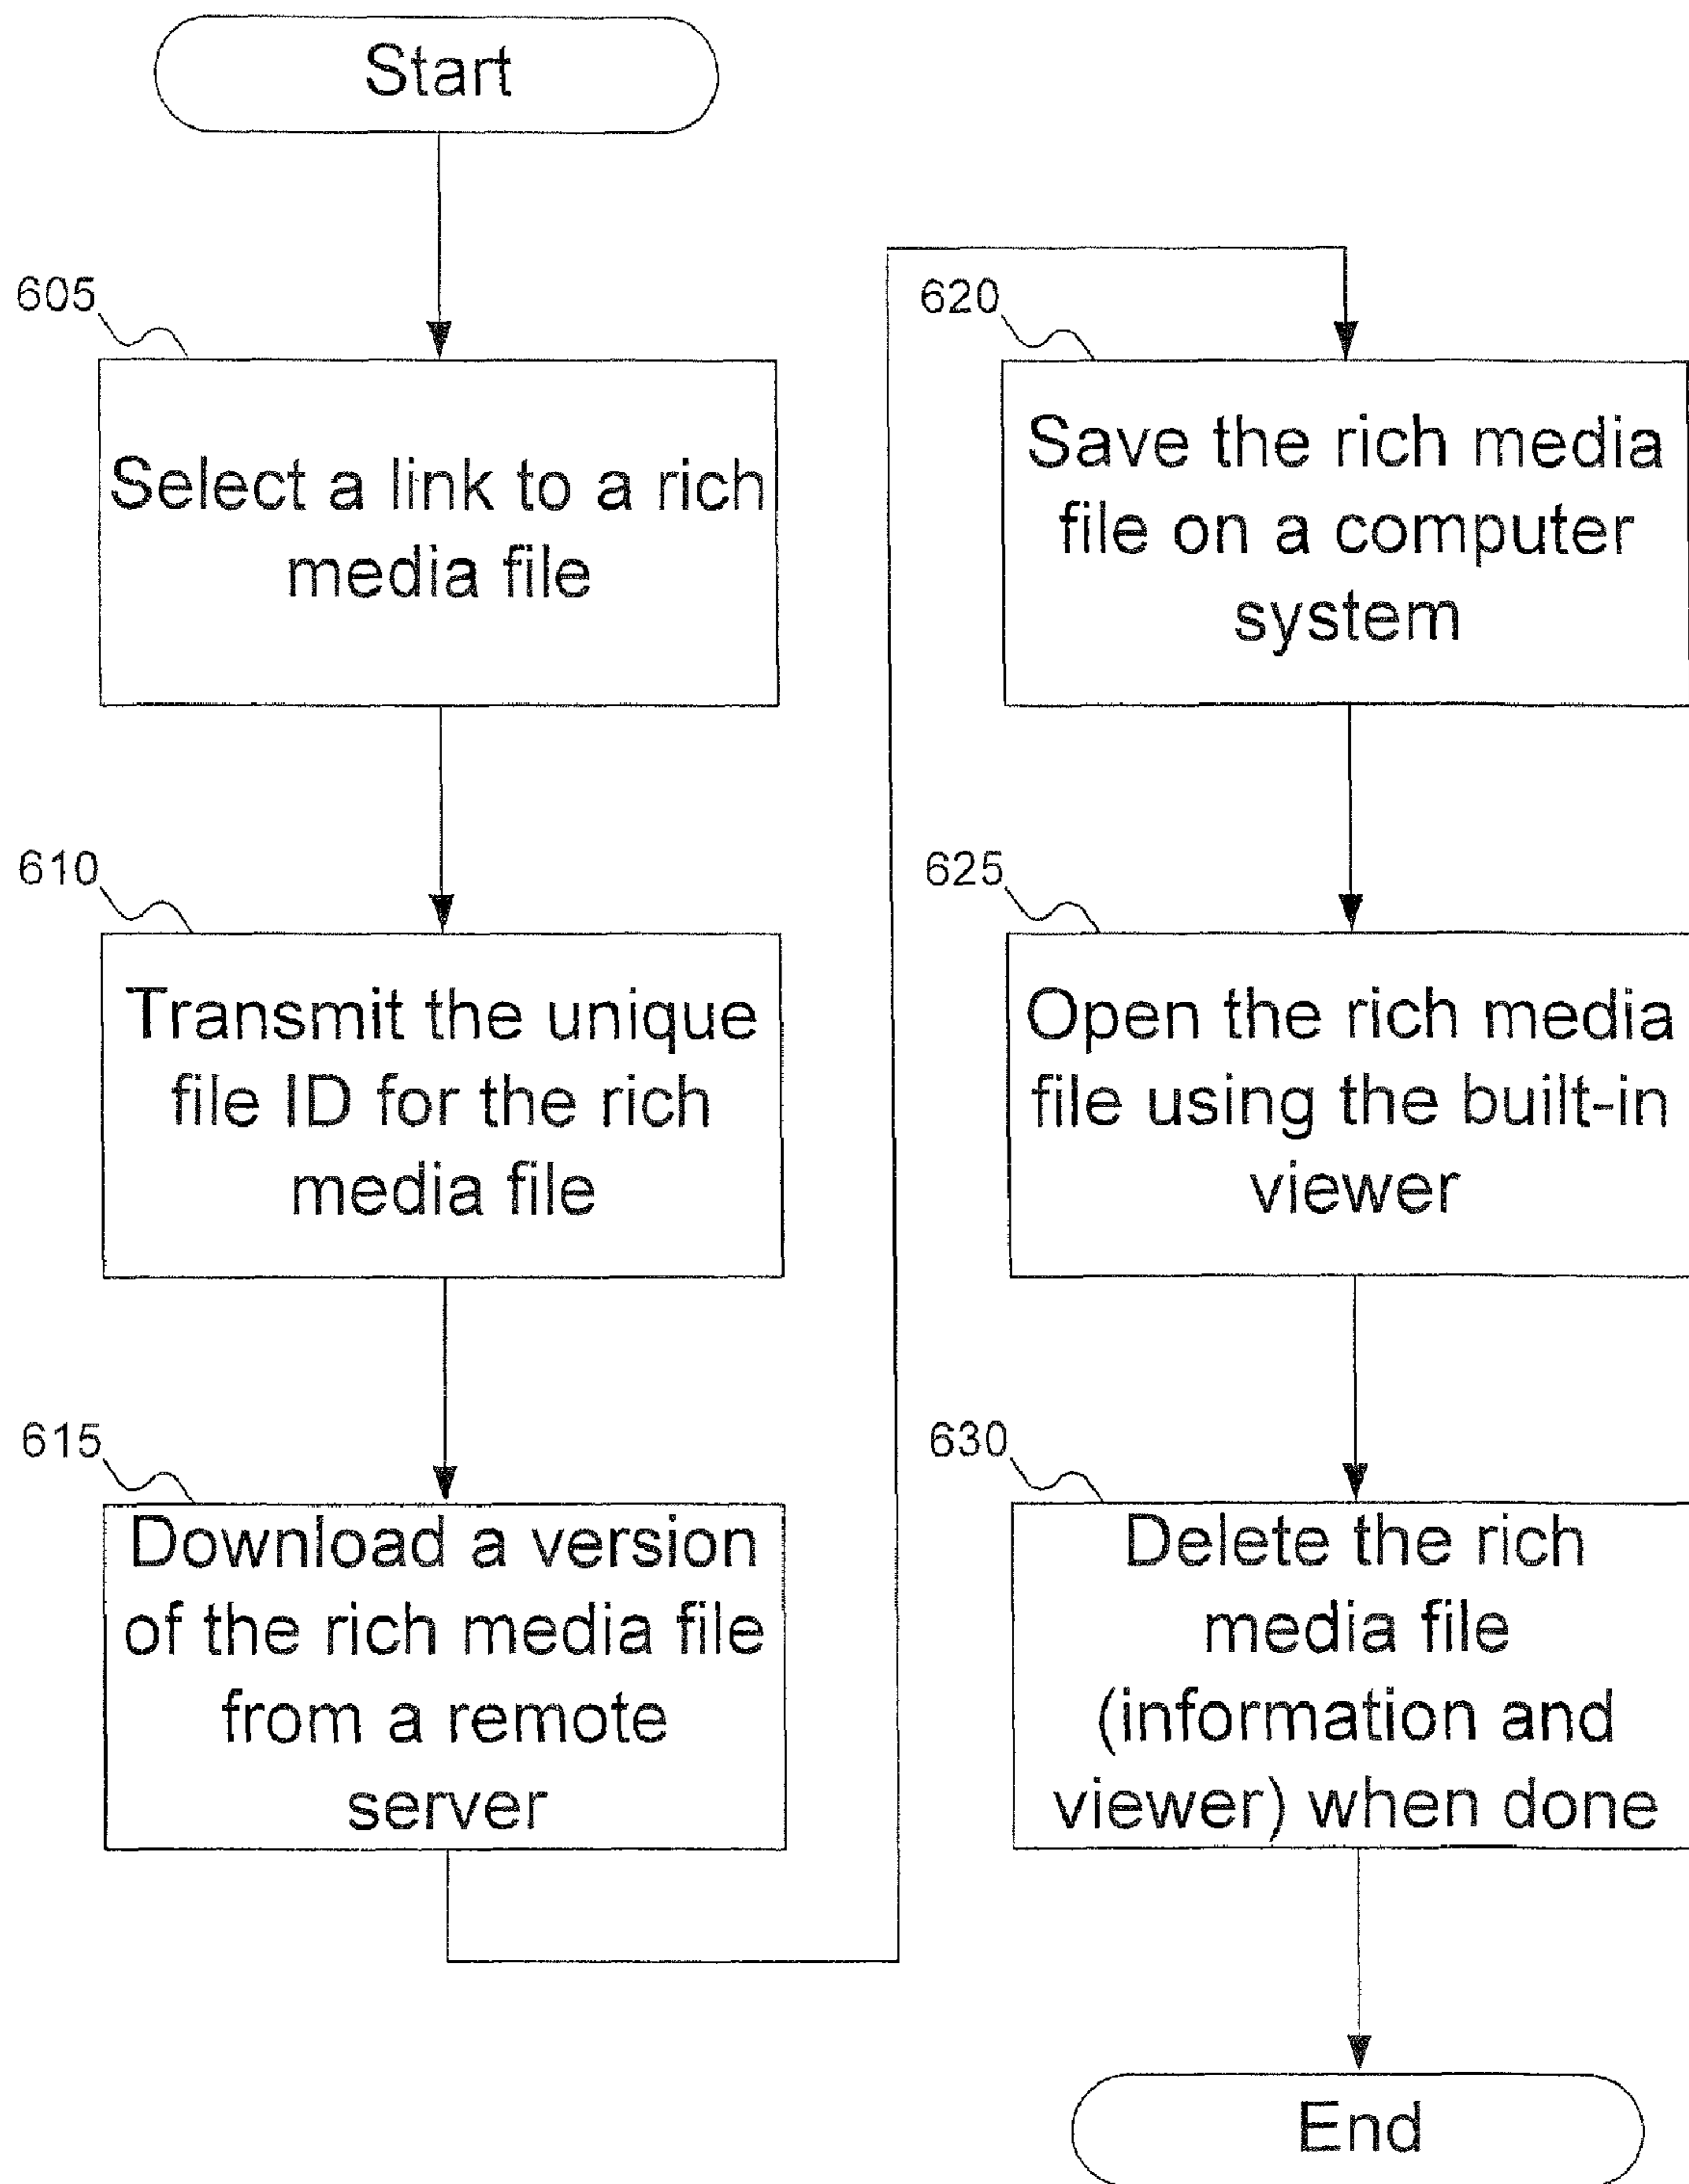 Start
605
Select a link to a rich
media file
610
Transmit the unique
file ID for the rich
media file
615
Download a version
of the rich media file
from a remote
server
620
Save the rich media
file on a computer
system
625
Open the rich media
file using the built-in
viewer
630
Delete the rich
media file
(information and
viewer) when done
End